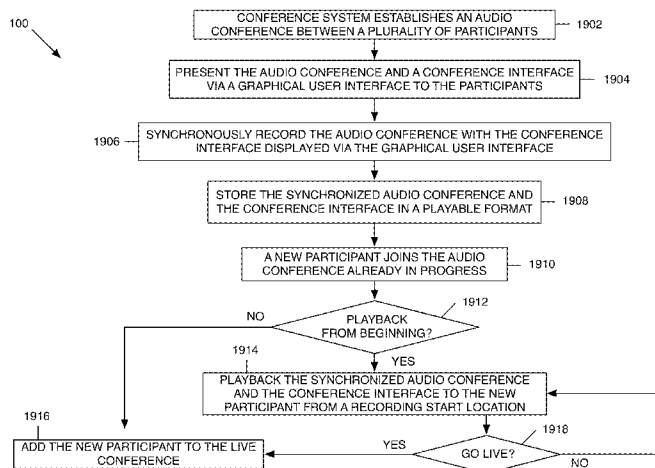 100
CONFERENCE SYSTEM ESTABLISHES AN AUDIO
CONFERENCE BETWEEN A PLURALITY OF PARTICIPANTS
1902
PRESENT THE AUDIO CONFERENCE AND A CONFERENCE INTERFACE
VIA A GRAPHICAL USER INTERFACE TO THE PARTICIPANTS
1904
1906
SYNCHRONOUSLY RECORD THE AUDIO CONFERENCE WITH THE CONFERENCE
INTERFACE DISPLAYED VIA THE GRAPHICAL USER INTERFACE
STORE THE SYNCHRONIZED AUDIO CONFERENCE AND
THE CONFERENCE INTERFACE IN A PLAYABLE FORMAT
1908
A NEW PARTICIPANT JOINS THE AUDIO
CONFERENCE ALREADY IN PROGRESS
1910
1912
NO
PLAYBACK
FROM BEGINNING?
YES
1914
PLAYBACK THE SYNCHRONIZED AUDIO CONFERENCE
AND THE CONFERENCE INTERFACE TO THE NEW
PARTICIPANT FROM A RECORDING START LOCATION
1916
ADD THE NEW PARTICIPANT TO THE LIVE
CONFERENCE
YES
GO LIVE?
1918
NO